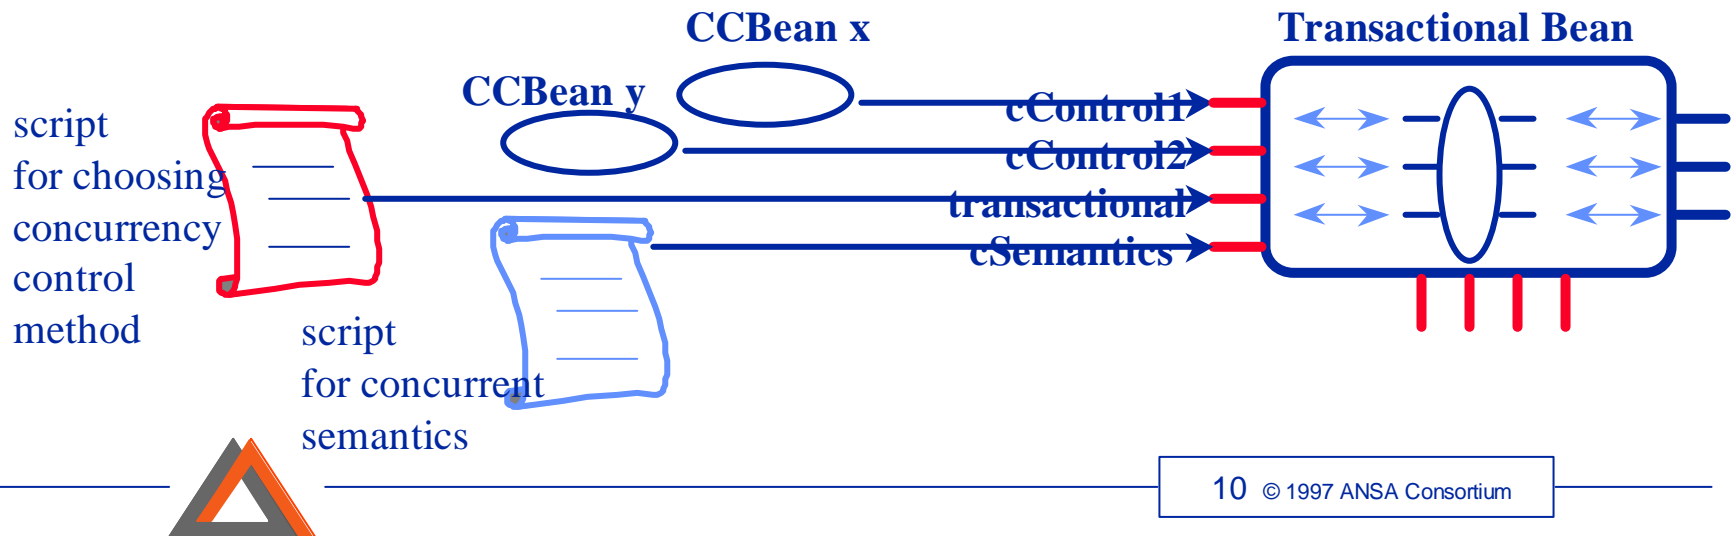 CCBean x
Transactional Bean
CCBean y
script
for choosing
concurrency
control
method
cControl1
cControl2
transactional
cSemantics
script
for concurrent
semantics
10 © 1997 ANSA Consortium